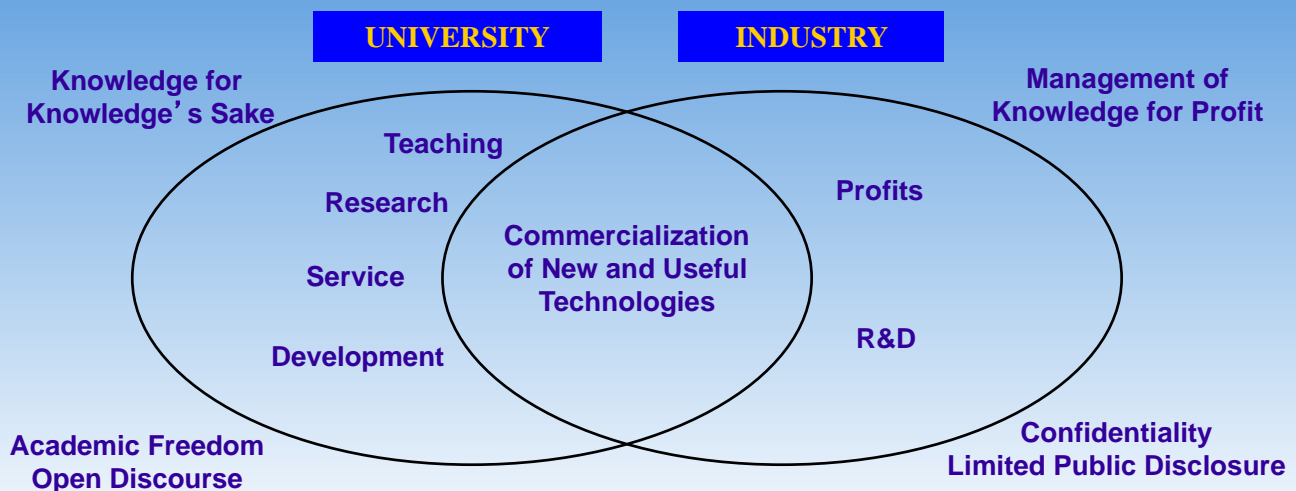 UNIVERSITY
INDUSTRY
Knowledge for
Knowledge’s Sake
Management of
Knowledge for Profit
Teaching
Research
Service
Development
Commercialization
of New and Useful
Technologies
Profits
R&D
Academic Freedom
Open Discourse
Confidentiality
Limited Public Disclosure